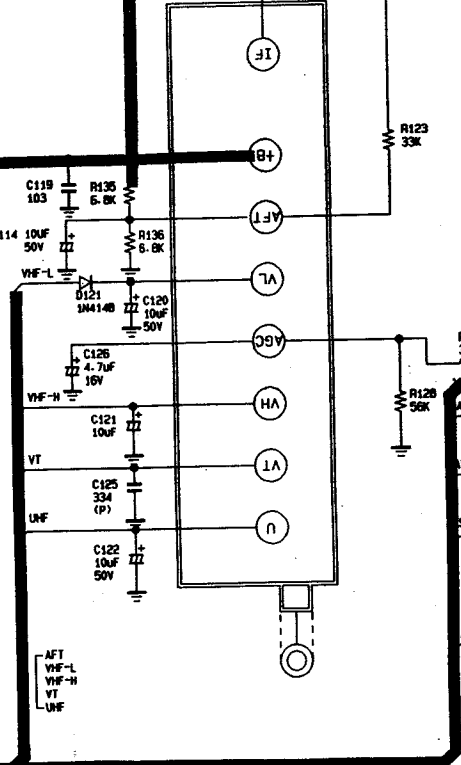 IF
R123
33K
+B
C119
103
R135
6.8K
AFT
114 10UF
50V
R136
6.8K
VHF-L
VL
D121
1N4148
C120
10uF
50V
AGC
C126
4.7uF
16V
R128
56K
VHF-H
VH
C121
10uF
VT
VT
C125
334
(P)
UHF
U
C122
10uF
50V
AFT
VHF-L
VHF-H
VT
UHF